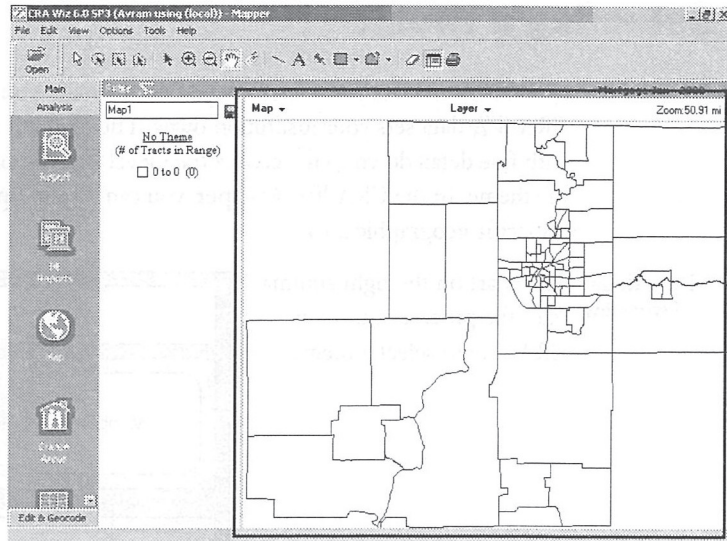 CRA Wiz 6.0 SP3 (Avram using (local)) - Mapper
File Edit View Options Tools Help
Open
Main
Analysis
Report
Reports
Map
About
Edit & Geocode
Map1
No Theme
(# of Tracts in Range)
0 to 0 (0)
Map
Layer
Zoom:50.91 mi